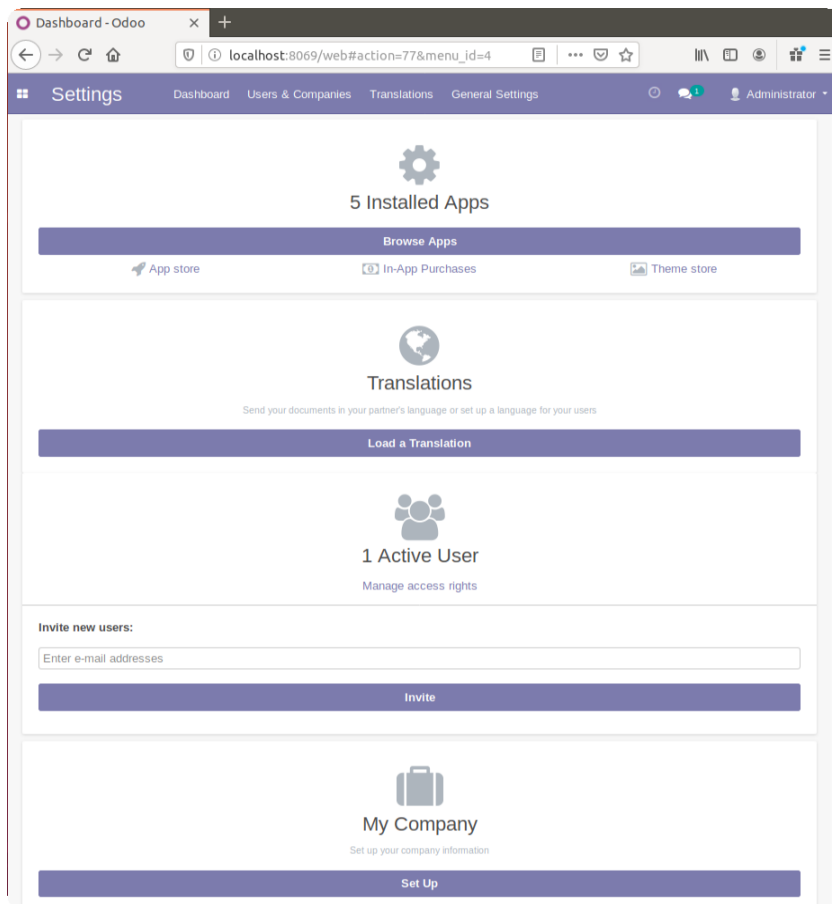 Dashboard - Odoo
localhost:8069/web#action=77&menu_id=4
Settings Dashboard Users & Companies Translations General Settings 1 Administrator
5 Installed Apps
Browse Apps
App store In-App Purchases Theme store
Translations
Send your documents in your partner's language or set up a language for your users
Load a Translation
1 Active User
Manage access rights
Invite new users:
Enter e-mail addresses
Invite
My Company
Set up your company information
Set Up